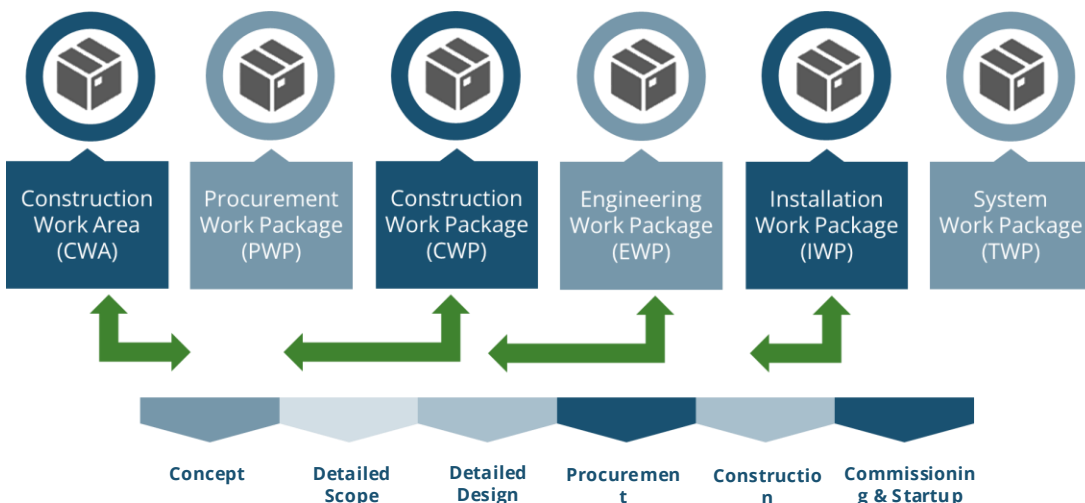 Construction
Work Area
(CWA)
Procurement
Work Package
(PWP)
Construction
Work Package
(CWP)
Engineering
Work Package
(EWP)
Installation
Work Package
(IWP)
System
Work Package
(TWP)
Concept
Detailed
Scope
Detailed
Design
Procuremen
t
Constructio
n
Commissionin
g & Startup